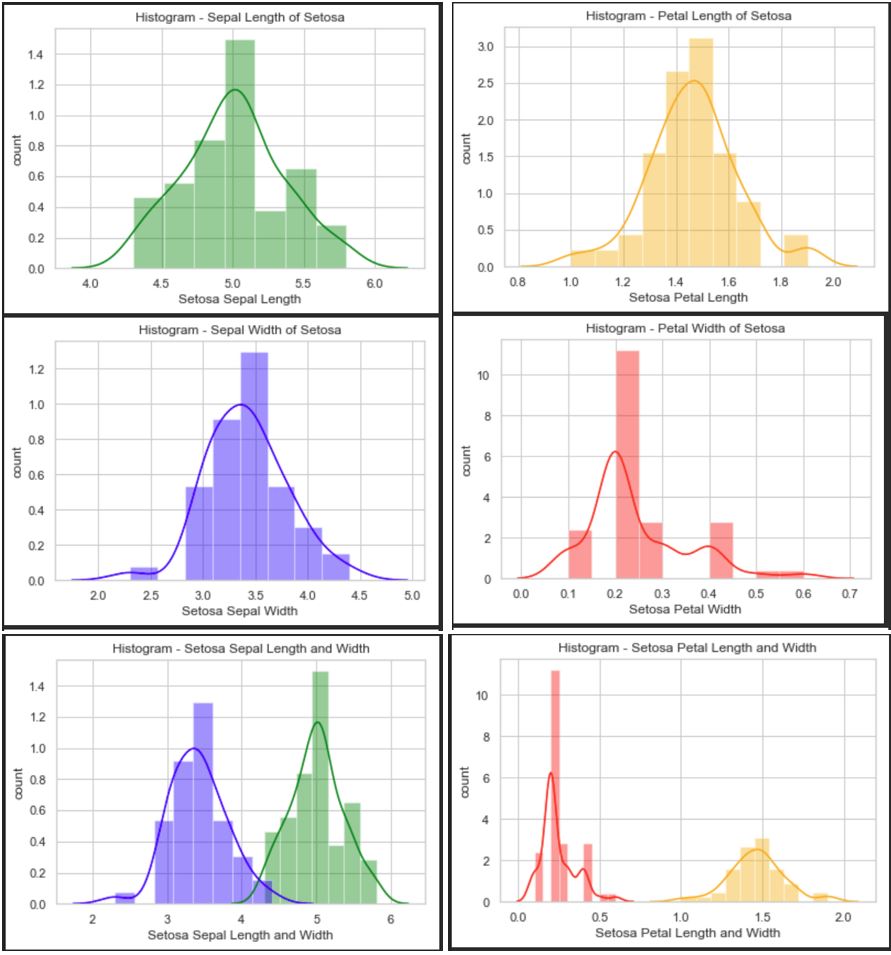 Histogram - Sepal Length of Setosa
count
1.4
1.2
1.0
0.8
0.6
0.4
0.2
0.0
4.0 4.5 5.0 5.5 6.0
Setosa Sepal Length
Histogram - Petal Length of Setosa
count
3.0
2.5
2.0
1.5
1.0
0.5
0.0
0.8 1.0 1.2 1.4 1.6 1.8 2.0
Setosa Petal Length
Histogram - Sepal Width of Setosa
count
1.2
1.0
0.8
0.6
0.4
0.2
0.0
2.0 2.5 3.0 3.5 4.0 4.5 5.0
Setosa Sepal Width
Histogram - Petal Width of Setosa
count
10
8
6
4
2
0
0.0 0.1 0.2 0.3 0.4 0.5 0.6 0.7
Setosa Petal Width
Histogram - Setosa Sepal Length and Width
count
1.4
1.2
1.0
0.8
0.6
0.4
0.2
0.0
2 3 4 5 6
Setosa Sepal Length and Width
Histogram - Setosa Petal Length and Width
count
10
8
6
4
2
0
0.0 0.5 1.0 1.5 2.0
Setosa Petal Length and Width